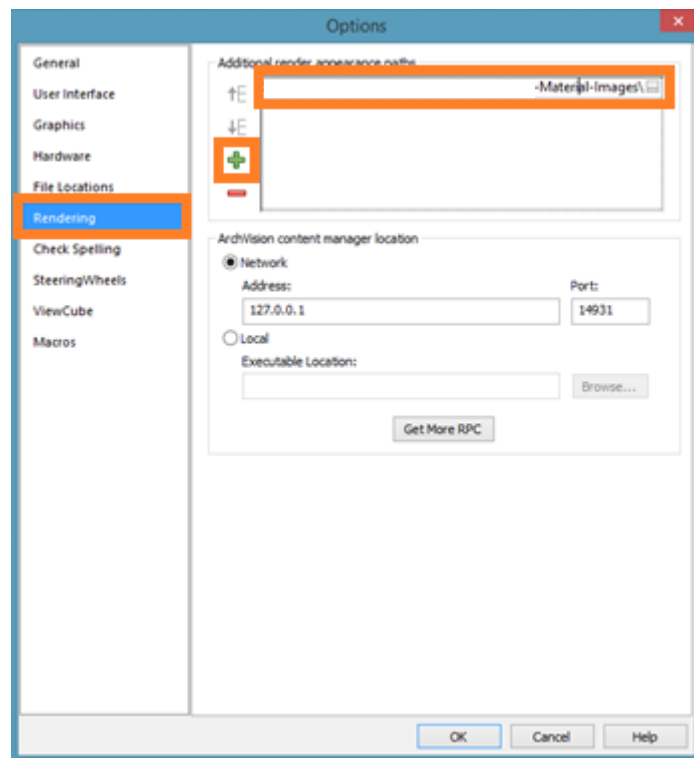 Options
General
User Interface
Graphics
Hardware
File Locations
Rendering
Check Spelling
SteeringWheels
ViewCube
Macros
Additional render appearance paths
-Material-Images\
ArchVision content manager location
Network
Address:
Port:
127.0.0.1
14931
Local
Executable Location:
Browse...
Get More RPC
OK
Cancel
Help